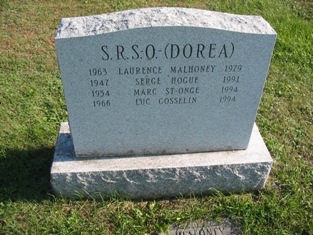 S.R.S.O.-(DOREA)
1963 LAURENCE MALHONEY 1979
1947 SERGE HOGUE 1991
1954 MARC ST-ONGE 1994
1966 LUC GOSSELIN 1994